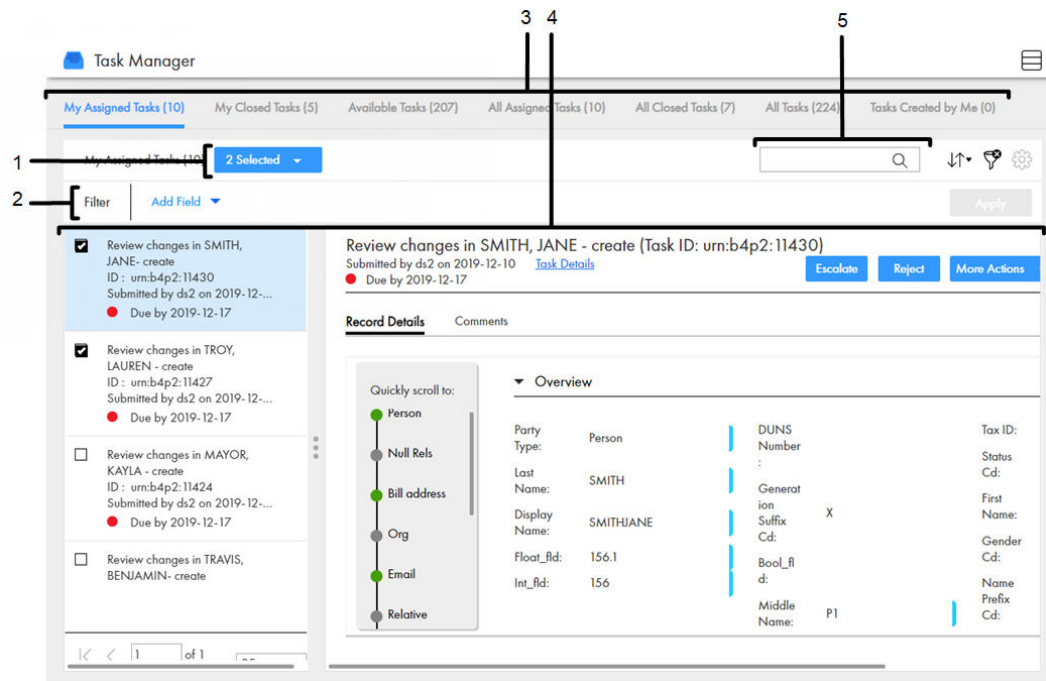 3 4 5
Task Manager
My Assigned Tasks (10) My Closed Tasks (5) Available Tasks (207) All Assigned Tasks (10) All Closed Tasks (7) All Tasks (224) Tasks Created by Me (0)
1
My Assigned Tasks (10 2 Selected
2
Filter Add Field Apply
Review changes in SMITH,
JANE- create
ID : urn:b4p2:11430
Submitted by ds2 on 2019-12-...
Due by 2019-12-17
Review changes in TROY,
LAUREN - create
ID : urn:b4p2:11427
Submitted by ds2 on 2019-12-...
Due by 2019-12-17
Review changes in MAYOR,
KAYLA - create
ID : urn:b4p2:11424
Submitted by ds2 on 2019-12-...
Due by 2019-12-17
Review changes in TRAVIS,
BENJAMIN- create
1 of 1
Review changes in SMITH, JANE - create (Task ID: urn:b4p2:11430)
Submitted by ds2 on 2019-12-10 Task Details
Due by 2019-12-17
Escalate Reject More Actions
Record Details Comments
Quickly scroll to:
Person
Null Rels
Bill address
Org
Email
Relative
Overview
Party
Type:
Person
Last
Name:
SMITH
Display
Name:
SMITHJANE
Float_fld: 156.1
Int_fld: 156
DUNS
Number
:
Generat
ion
Suffix
Cd:
X
Bool_fl
d:
Middle
Name:
P1
Tax ID:
Status
Cd:
First
Name:
Gender
Cd:
Name
Prefix
Cd: